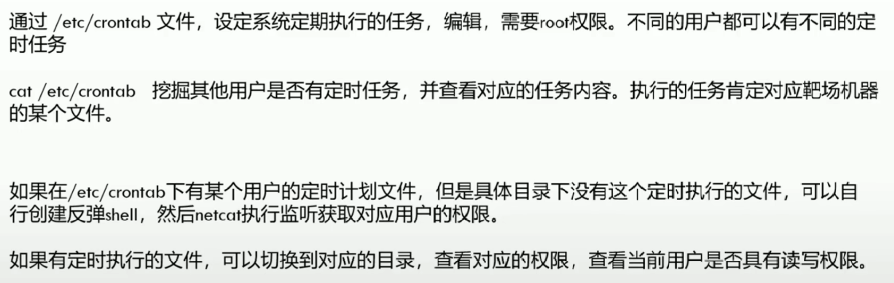 通过 /etc/crontab 文件，设定系统定期执行的任务，编辑，需要root权限。不同的用户都可以有不同的定
时任务
cat /etc/crontab 挖掘其他用户是否有定时任务，并查看对应的任务内容。执行的任务肯定对应靶场机器
的某个文件。
如果在/etc/crontab下有某个用户的定时计划文件，但是具体目录下没有这个定时执行的文件，可以自
行创建反弹shell，然后netcat执行监听获取对应用户的权限。
如果有定时执行的文件，可以切换到对应的目录，查看对应的权限，查看当前用户是否具有读写权限。